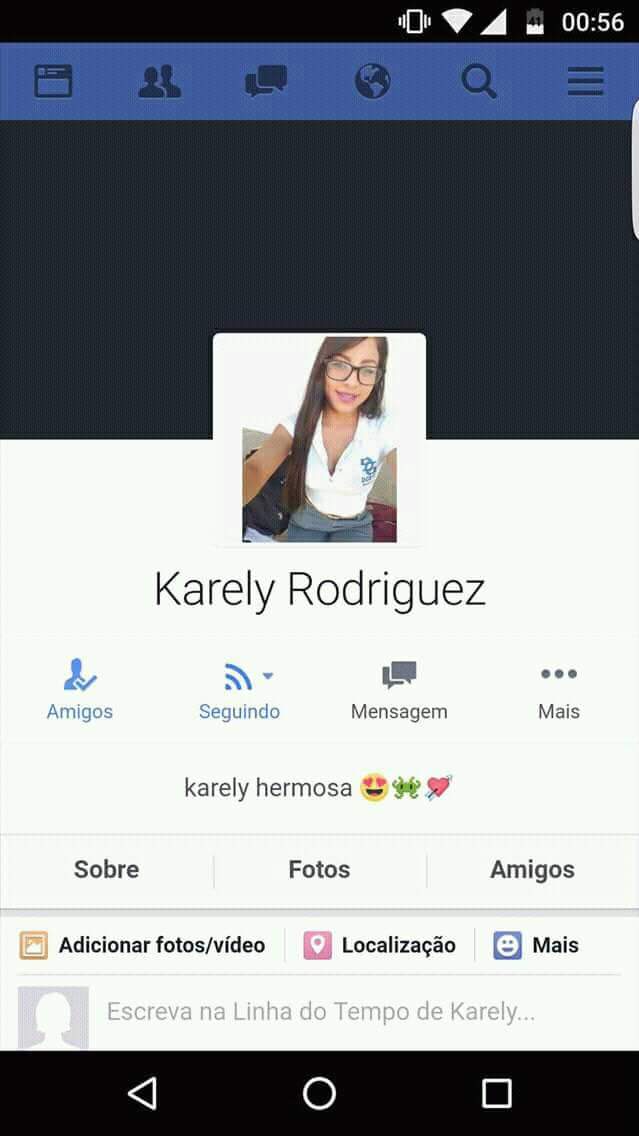 41 00:56
Karely Rodriguez
Amigos Seguindo Mensagem Mais
karely hermosa 😍👾💘
Sobre Fotos Amigos
Adicionar fotos/vídeo Localização Mais
Escreva na Linha do Tempo de Karely...